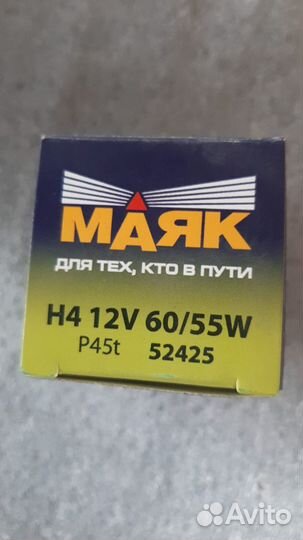 МАЯК
ДЛЯ ТЕХ, КТО В ПУТИ
H4 12V 60/55W
P45t 52425
Avito